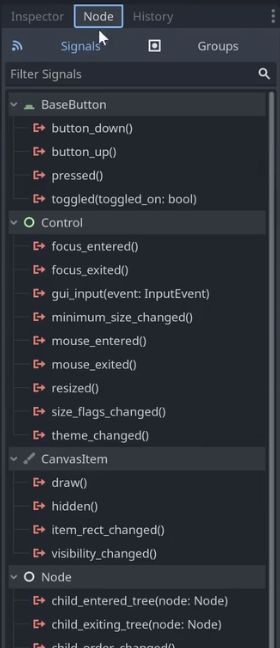 Inspector Node History
Signals Groups
Filter Signals
BaseButton
button_down()
button_up()
pressed()
toggled(toggled_on: bool)
Control
focus_entered()
focus_exited()
gui_input(event: InputEvent)
minimum_size_changed()
mouse_entered()
mouse_exited()
resized()
size_flags_changed()
theme_changed()
CanvasItem
draw()
hidden()
item_rect_changed()
visibility_changed()
Node
child_entered_tree(node: Node)
child_exiting_tree(node: Node)
child_order_changed()